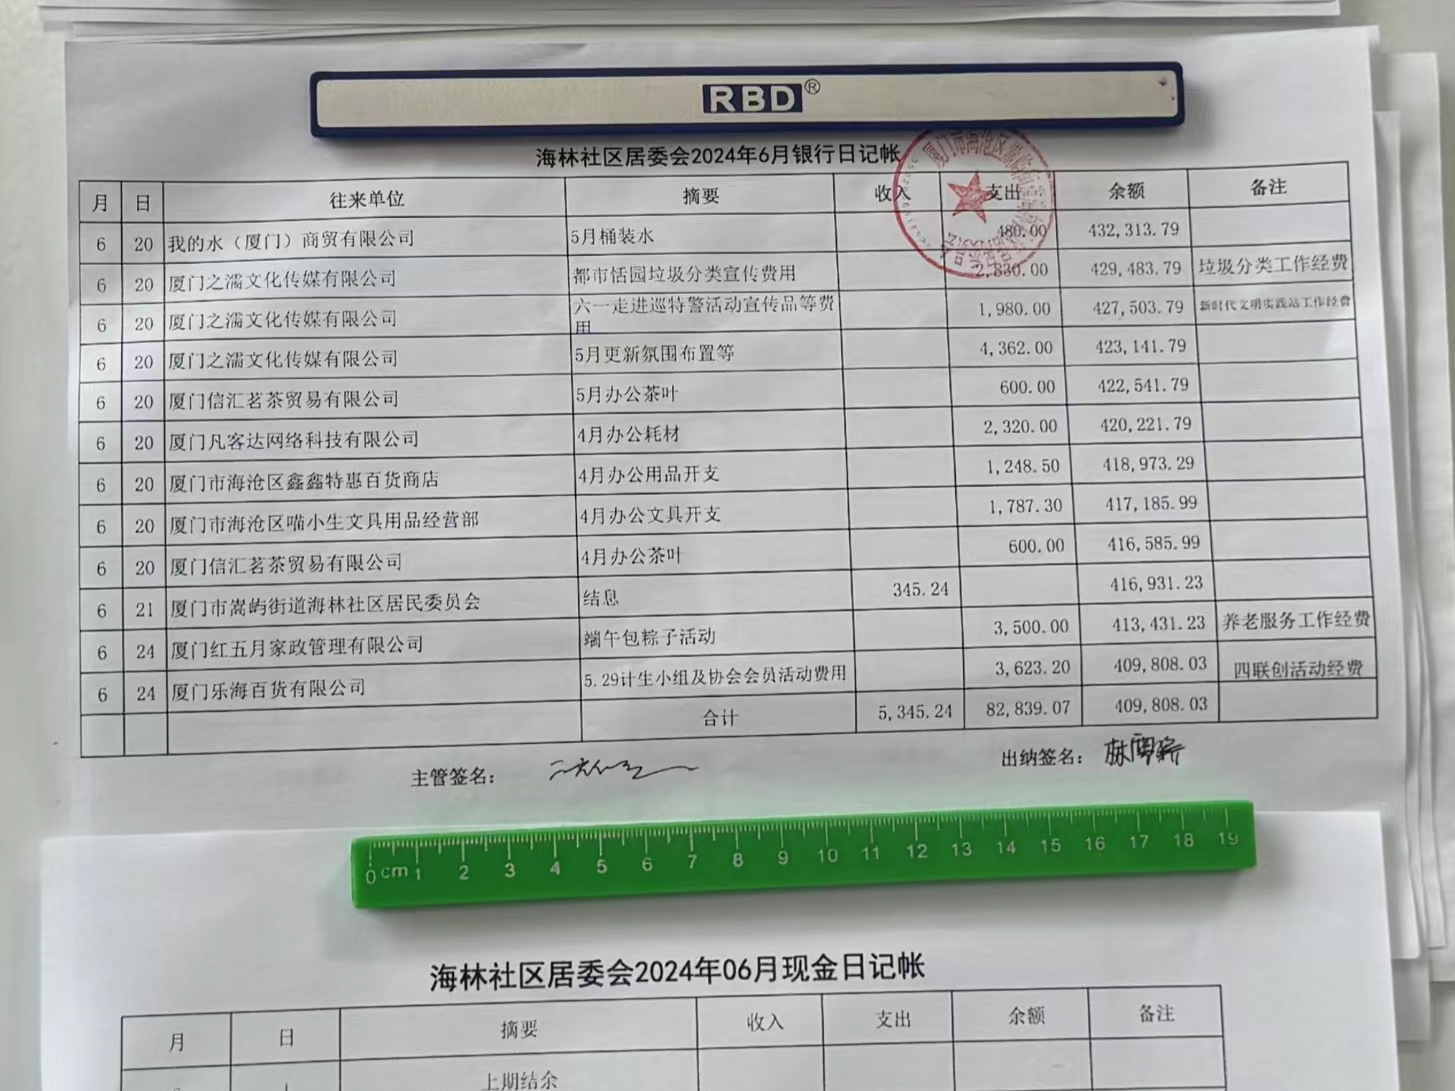 RBD®
海林社区居委会2024年6月银行日记帐
月 日 往来单位 摘要 收入 支出 余额 备注
6 20 我的水（厦门）商贸有限公司 5月桶装水 480.00 432,313.79
6 20 厦门之濡文化传媒有限公司 都市恬园垃圾分类宣传费用 2,830.00 429,483.79 垃圾分类工作经费
6 20 厦门之濡文化传媒有限公司 六一走进巡特警活动宣传品等费用 1,980.00 427,503.79 新时代文明实践站工作经费
6 20 厦门之濡文化传媒有限公司 5月更新氛围布置等 4,362.00 423,141.79
6 20 厦门信汇茗茶贸易有限公司 5月办公茶叶 600.00 422,541.79
6 20 厦门凡客达网络科技有限公司 4月办公耗材 2,320.00 420,221.79
6 20 厦门市海沧区鑫鑫特惠百货商店 4月办公用品开支 1,248.50 418,973.29
6 20 厦门市海沧区喵小生文具用品经营部 4月办公文具开支 1,787.30 417,185.99
6 20 厦门信汇茗茶贸易有限公司 4月办公茶叶 600.00 416,585.99
6 21 厦门市嵩屿街道海林社区居民委员会 结息 345.24 416,931.23
6 24 厦门红五月家政管理有限公司 端午包粽子活动 3,500.00 413,431.23 养老服务工作经费
6 24 厦门乐海百货有限公司 5.29计生小组及协会会员活动费用 3,623.20 409,808.03 四联创活动经费
合计 5,345.24 82,839.07 409,808.03
主管签名： 出纳签名：
0 cm 1 2 3 4 5 6 7 8 9 10 11 12 13 14 15 16 17 18 19
海林社区居委会2024年06月现金日记帐
月 日 摘要 收入 支出 余额 备注
上期结余